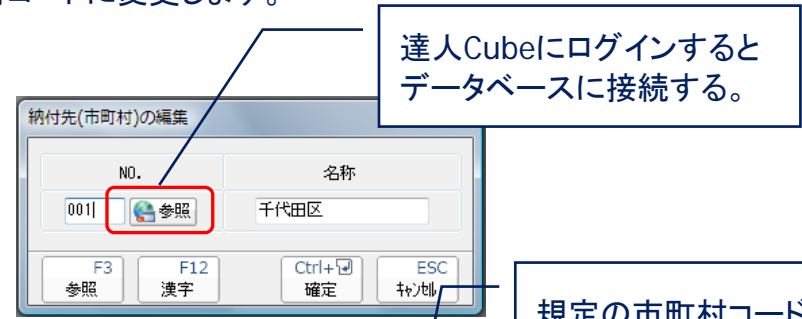 コードに変更します。
達人Cubeにログインすると
データベースに接続する。
納付先(市町村)の編集
NO. 名称
001 参照 千代田区
F3 F12 Ctrl+ ESC
参照 漢字 確定 ｷｬﾝｾﾙ
規定の市町村コード